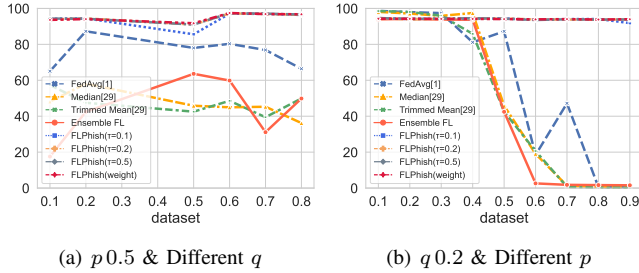 100
80
60
40
20
0
FedAvg[1]
Median[29]
Trimmed Mean[29]
Ensemble FL
FLPhish(τ=0.1)
FLPhish(τ=0.2)
FLPhish(τ=0.5)
FLPhish(weight)
0.1 0.2 0.3 0.4 0.5 0.6 0.7 0.8
dataset
(a) p 0.5 & Different q
100
80
60
40
20
0
FedAvg[1]
Median[29]
Trimmed Mean[29]
Ensemble FL
FLPhish(τ=0.1)
FLPhish(τ=0.2)
FLPhish(τ=0.5)
FLPhish(weight)
0.1 0.2 0.3 0.4 0.5 0.6 0.7 0.8 0.9
dataset
(b) q 0.2 & Different p